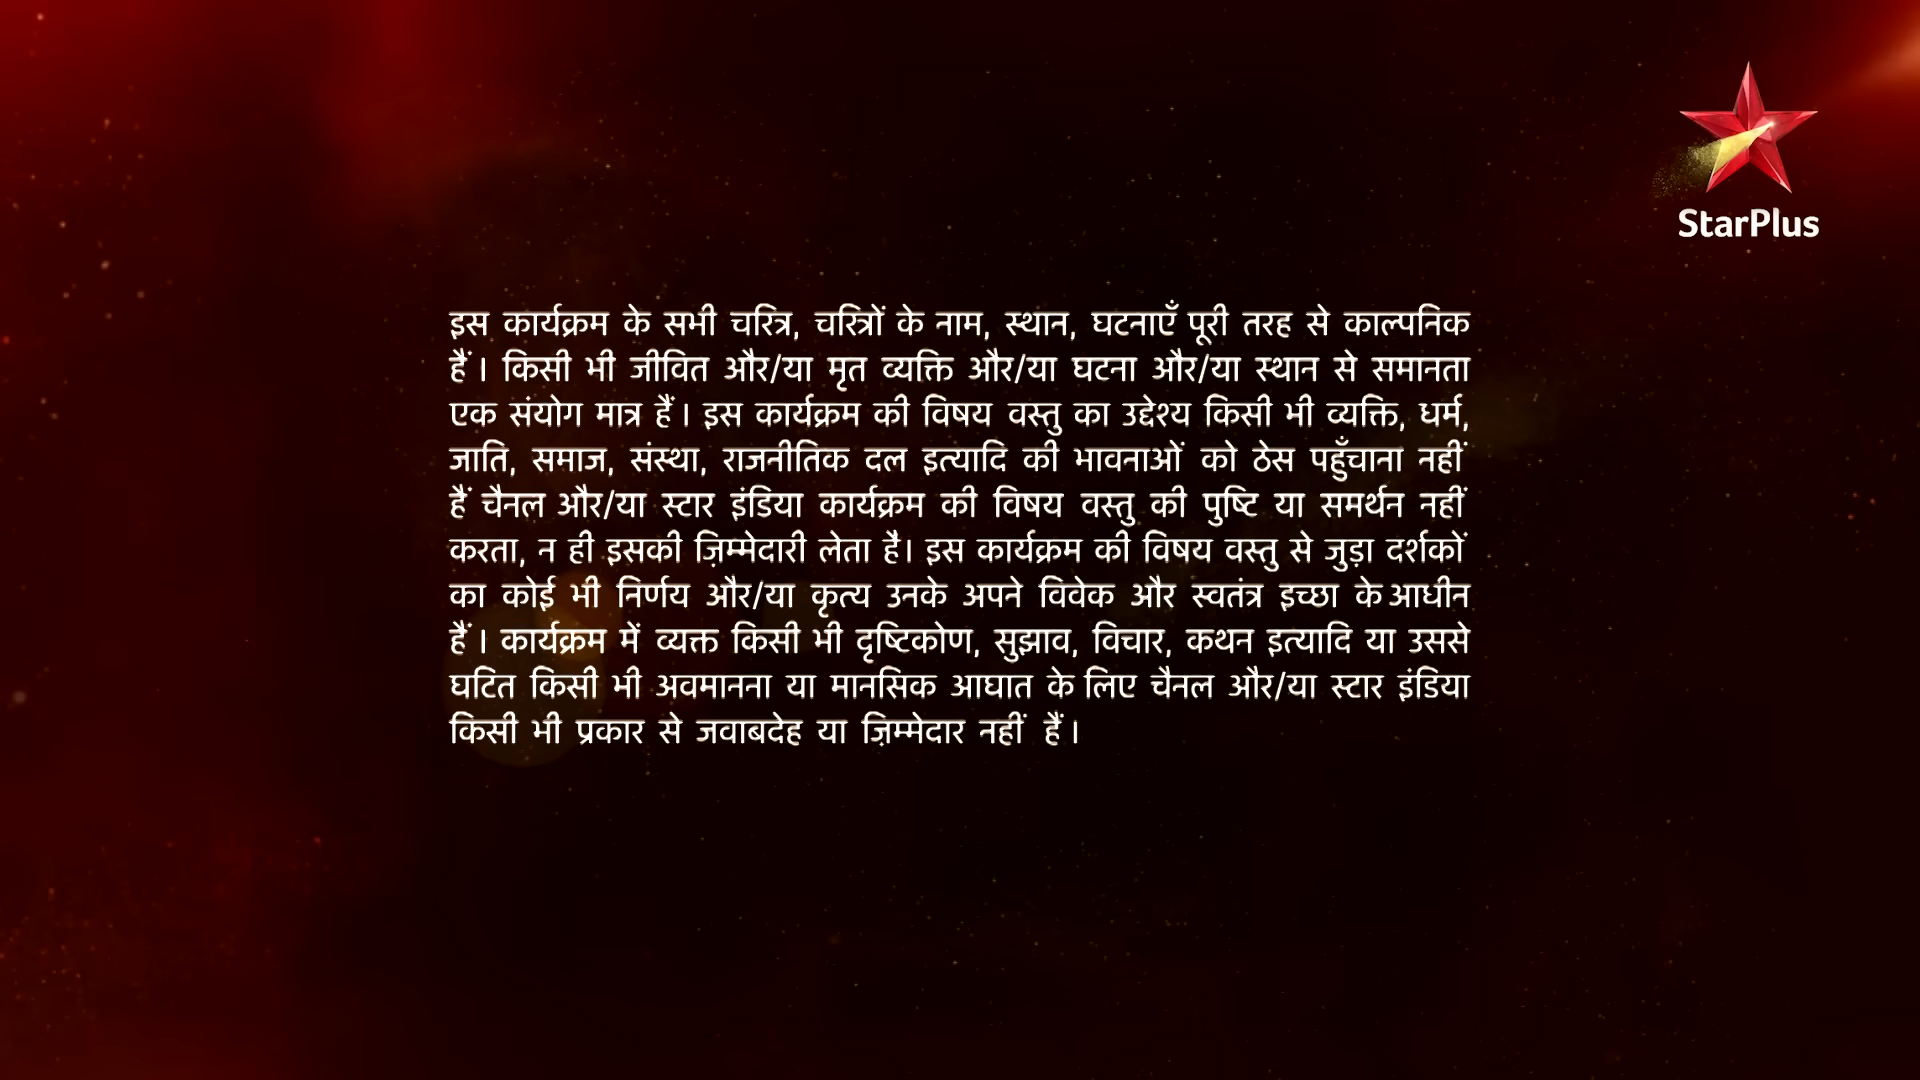 StarPlus
इस कार्यक्रम के सभी चरित्र, चरित्रों के नाम, स्थान, घटनाएँ पूरी तरह से काल्पनिक
हैं । किसी भी जीवित और/या मृत व्यक्ति और/या घटना और/या स्थान से समानता
एक संयोग मात्र हैं । इस कार्यक्रम की विषय वस्तु का उद्देश्य किसी भी व्यक्ति, धर्म,
जाति, समाज, संस्था, राजनीतिक दल इत्यादि की भावनाओं को ठेस पहुँचाना नहीं
हैं चैनल और/या स्टार इंडिया कार्यक्रम की विषय वस्तु की पुष्टि या समर्थन नहीं
करता, न ही इसकी ज़िम्मेदारी लेता है। इस कार्यक्रम की विषय वस्तु से जुड़ा दर्शकों
का कोई भी निर्णय और/या कृत्य उनके अपने विवेक और स्वतंत्र इच्छा के आधीन
हैं । कार्यक्रम में व्यक्त किसी भी दृष्टिकोण, सुझाव, विचार, कथन इत्यादि या उससे
घटित किसी भी अवमानना या मानसिक आघात के लिए चैनल और/या स्टार इंडिया
किसी भी प्रकार से जवाबदेह या ज़िम्मेदार नहीं हैं ।